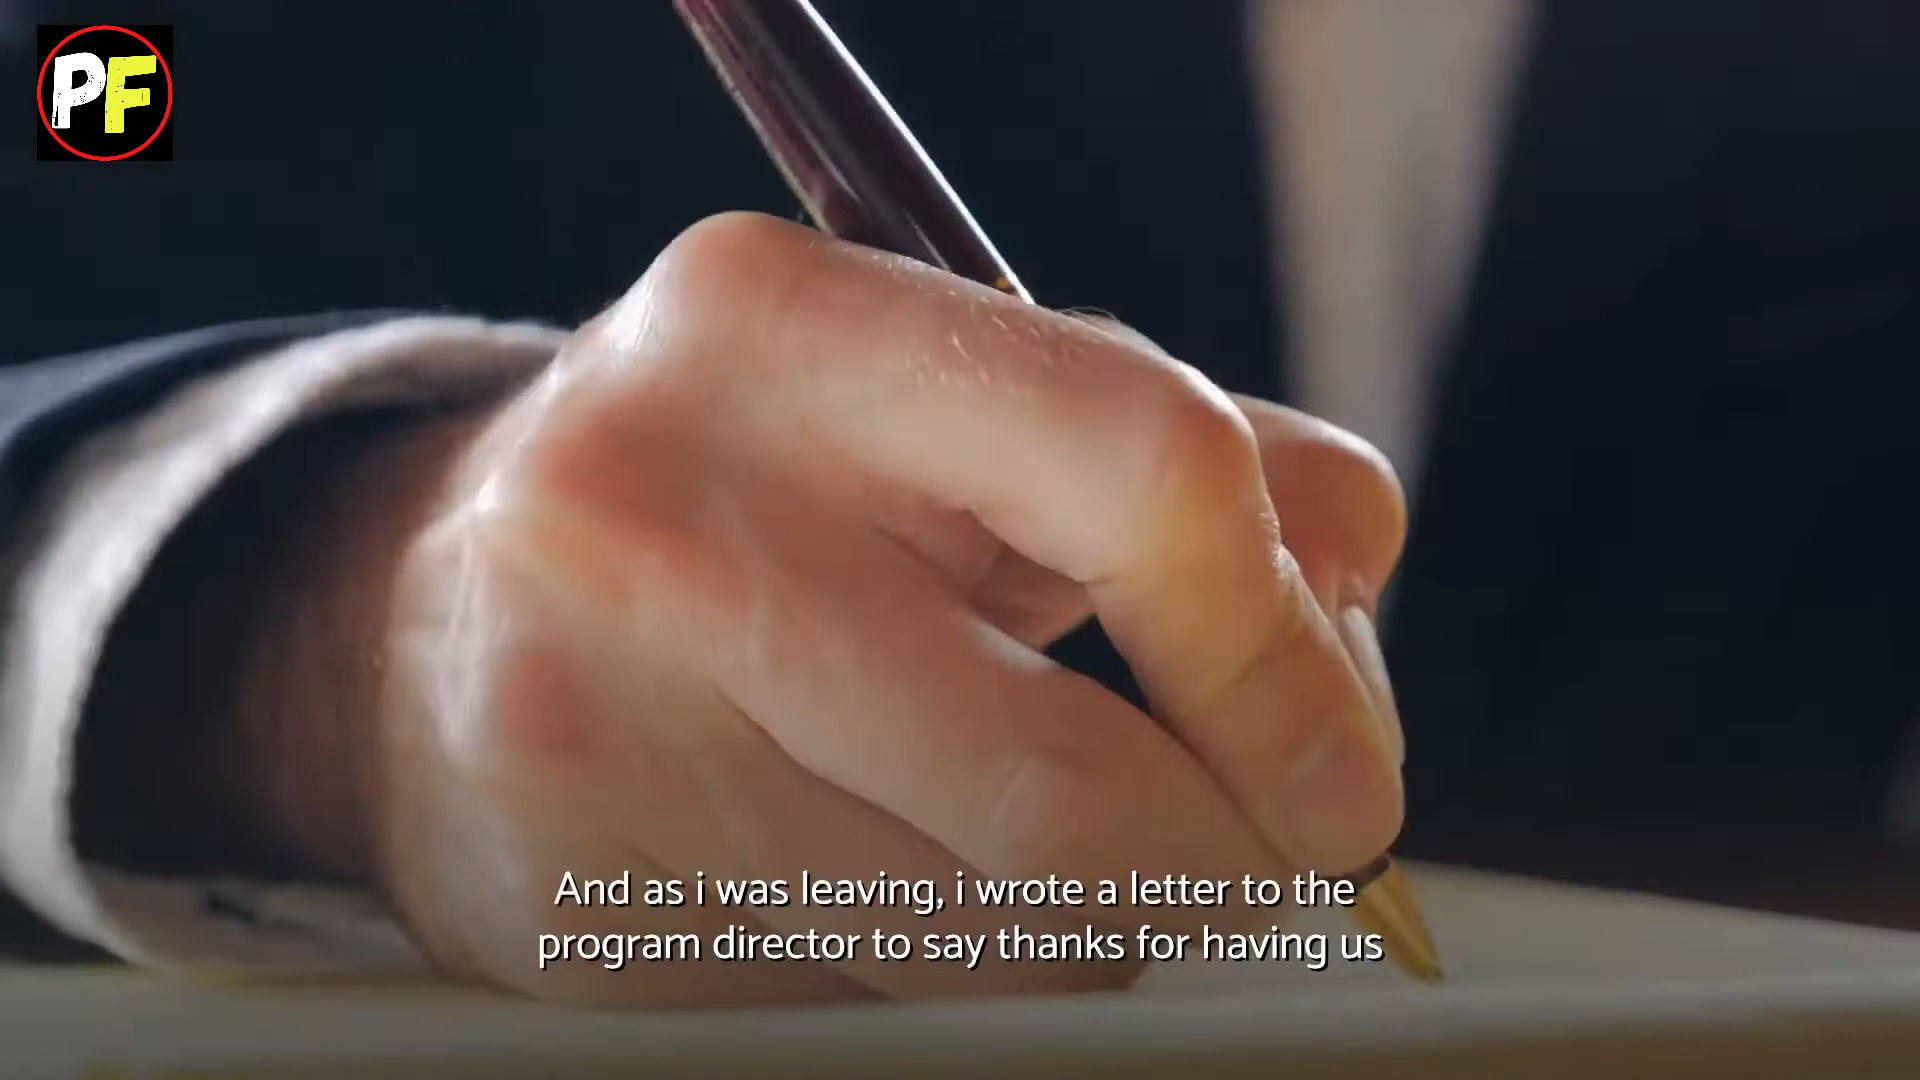 PF
And as i was leaving, i wrote a letter to the
program director to say thanks for having us